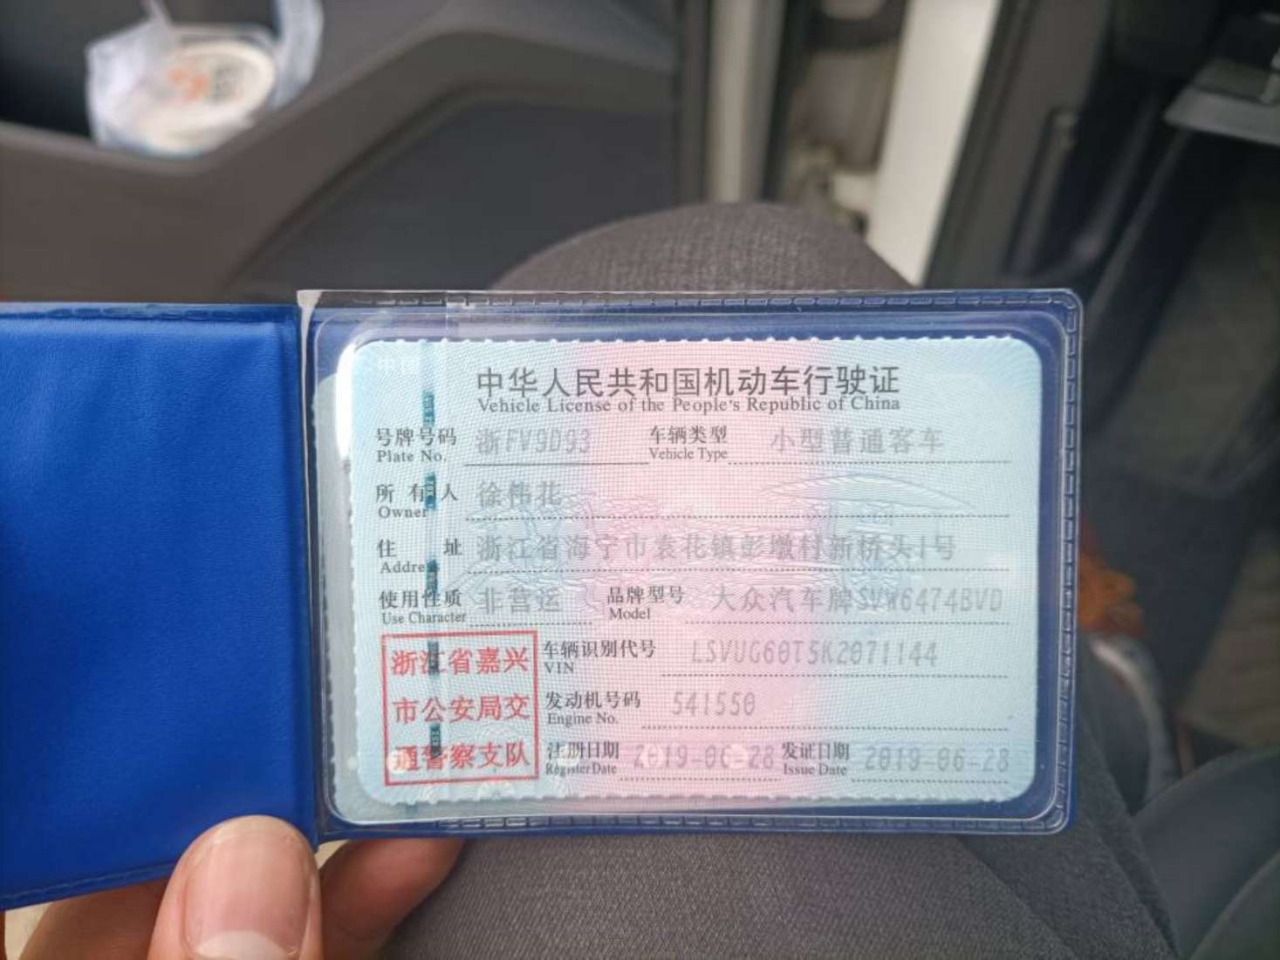 中华人民共和国机动车行驶证
Vehicle License of the People's Republic of China
号牌号码 浙FV9D93 车辆类型 小型普通客车
Plate No. Vehicle Type
所有人 徐伟花
Owner
住址 浙江省海宁市袁花镇彭墩村新桥头1号
Addre
使用性质 非营运 品牌型号 大众汽车牌SVW6474BVD
Use Character Model
浙江省嘉兴
市公安局交
通警察支队
车辆识别代号 LSVUG60T5K2071144
VIN
发动机号码 541550
Engine No.
注册日期 2019-06-28 发证日期 2019-06-28
Register Date Issue Date